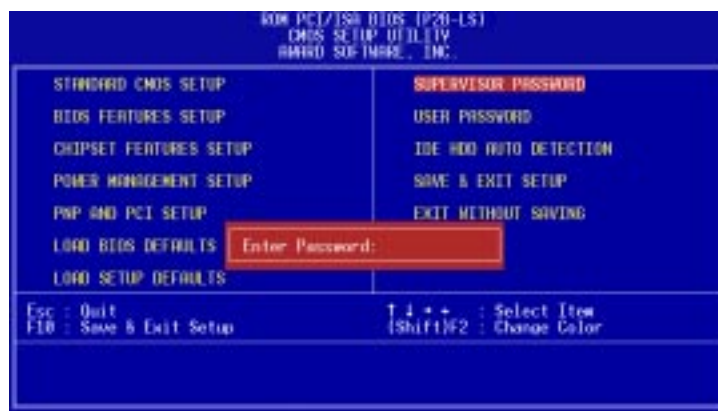 ROM PCI/ISA BIOS (P2B-LS)
CMOS SETUP UTILITY
AWARD SOFTWARE, INC.
STANDARD CMOS SETUP
BIOS FEATURES SETUP
CHIPSET FEATURES SETUP
POWER MANAGEMENT SETUP
PNP AND PCI SETUP
LOAD BIOS DEFAULTS
LOAD SETUP DEFAULTS
SUPERVISOR PASSWORD
USER PASSWORD
IDE HDD AUTO DETECTION
SAVE & EXIT SETUP
EXIT WITHOUT SAVING
Enter Password:
Esc : Quit
F10 : Save & Exit Setup
↑ ↓ → ← : Select Item
(Shift)F2 : Change Color